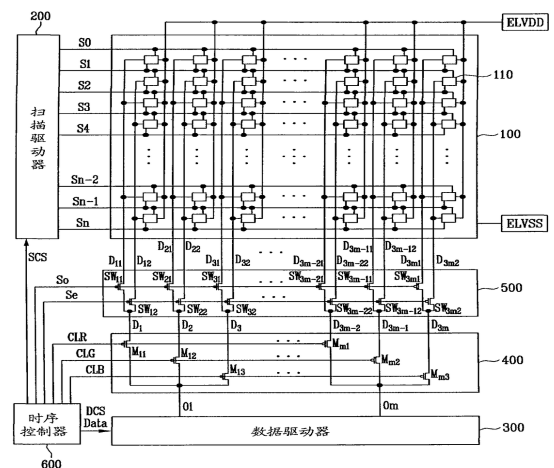 200
ELVDD
扫描驱动器
S0
S1
S2
S3
S4
Sn-2
Sn-1
Sn
110
100
ELVSS
SCS
D11 D12 D21 D22 D31 D32 D3m-21 D3m-22 D3m-11 D3m-12 D3m1 D3m2
So
Se
SW11 SW21 SW31 SW3m-21 SW3m-11 SW3m1
SW12 SW22 SW32 SW3m-22 SW3m-12 SW3m2
500
D1 D2 D3 D3m-2 D3m-1 D3m
CLR
CLG
CLB
M11 M12 M13 Mm1 Mm2 Mm3
400
O1 Om
时序控制器
DCS
Data
数据驱动器
300
600